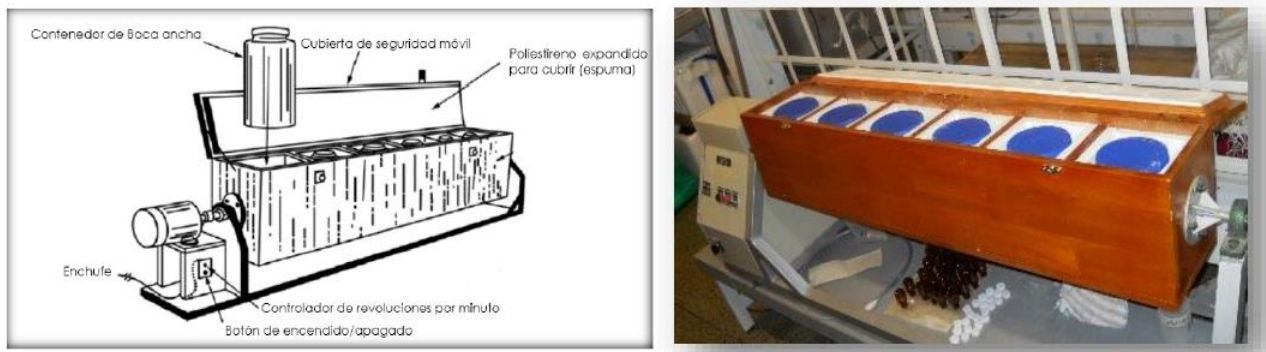 Contenedor de Boca ancha
Cubierta de seguridad móvil
Poliestireno expandido
para cubrir (espuma)
Enchufe
Controlador de revoluciones por minuto
Botón de encendido/apagado